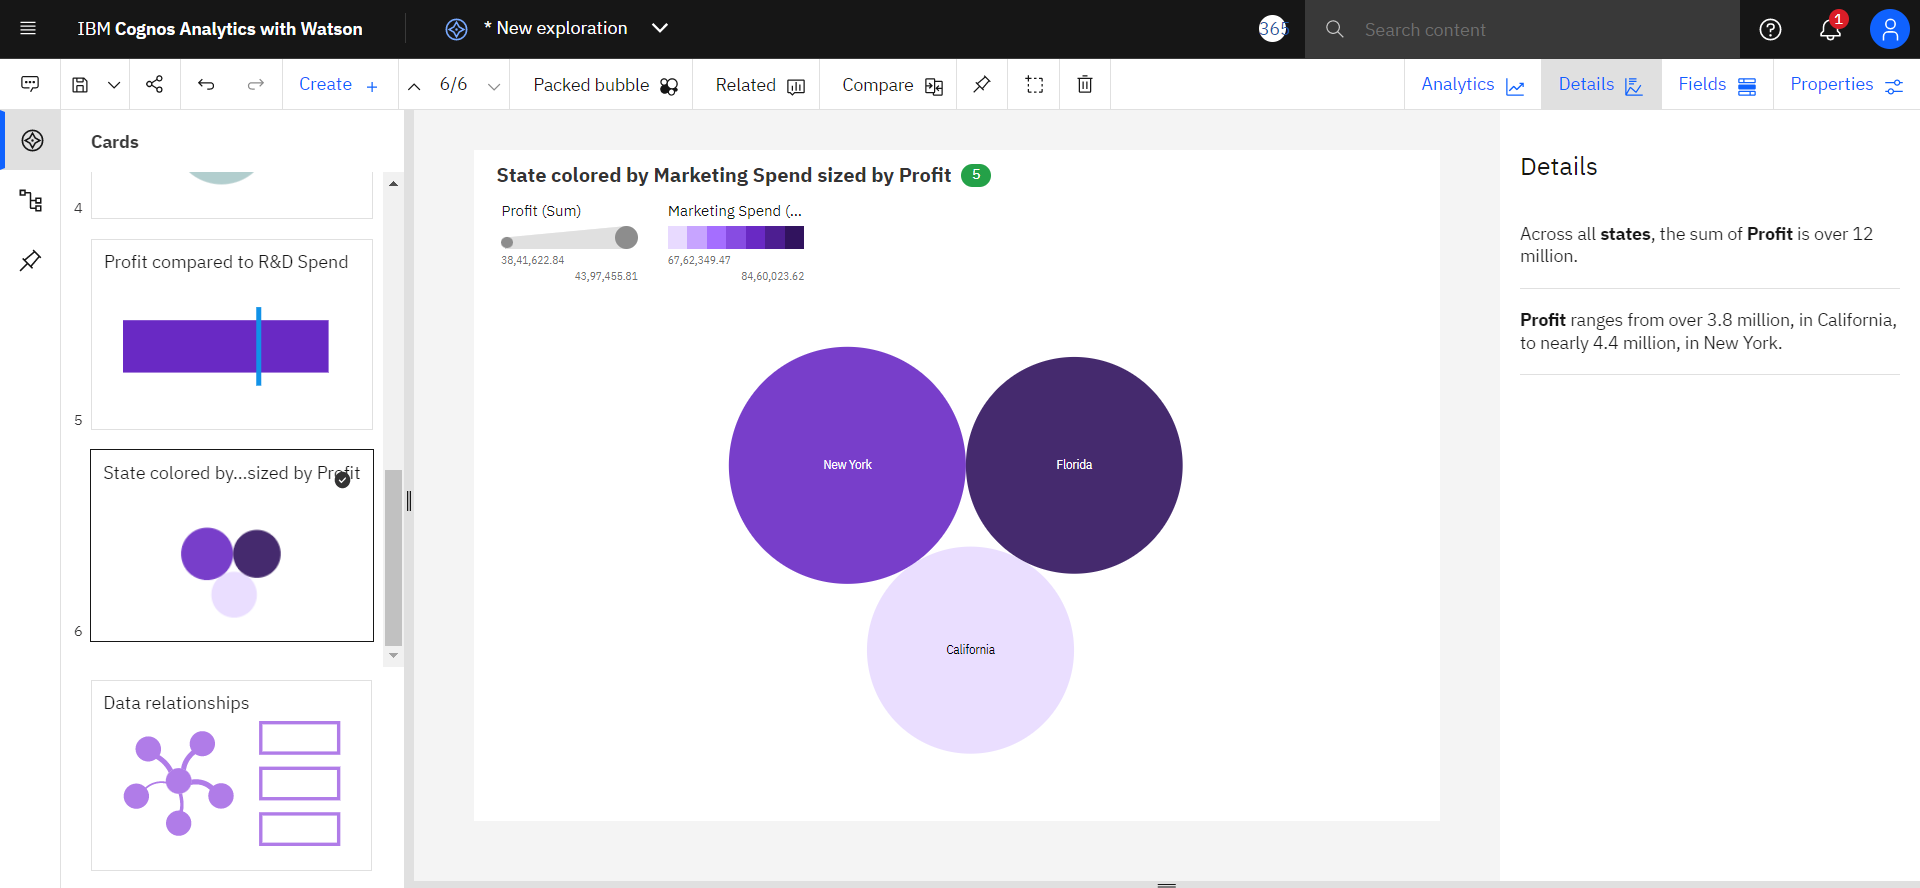 IBM Cognos Analytics with Watson
* New exploration
365
Search content
1
Create +
6/6
Packed bubble
Related
Compare
Analytics
Details
Fields
Properties
Cards
4
Profit compared to R&D Spend
5
State colored by...sized by Profit
6
Data relationships
State colored by Marketing Spend sized by Profit 5
Profit (Sum)
38,41,622.84
43,97,455.81
Marketing Spend (...
67,62,349.47
84,60,023.62
New York
Florida
California
Details
Across all states, the sum of Profit is over 12
million.
Profit ranges from over 3.8 million, in California,
to nearly 4.4 million, in New York.